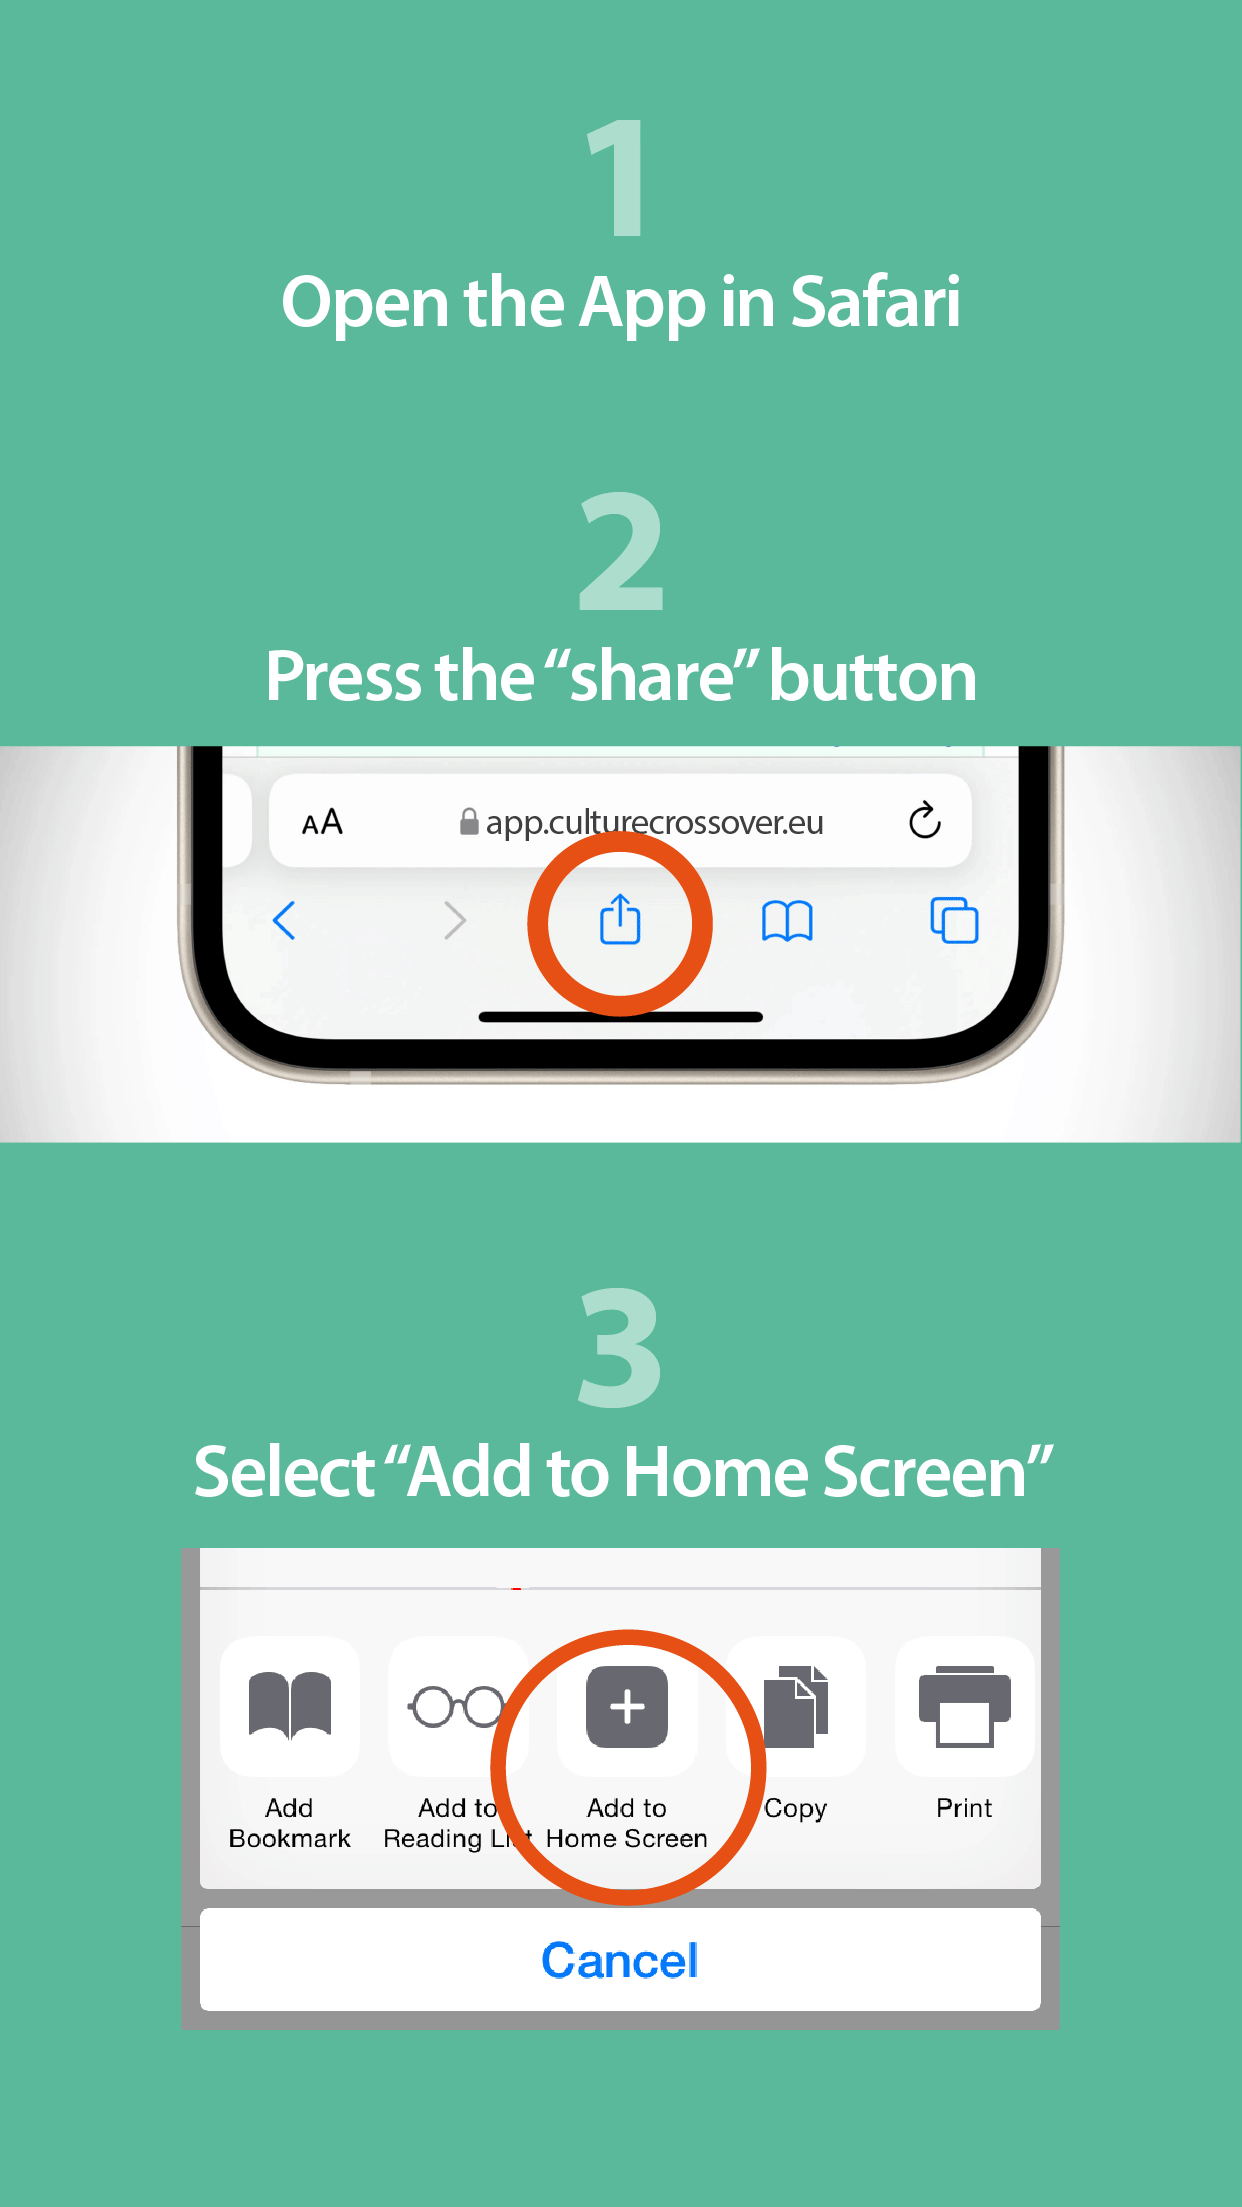 1
Open the App in Safari
2
Press the “share” button
AA app.culturecrossover.eu
3
Select “Add to Home Screen”
Add Bookmark
Add to Reading List
Add to Home Screen
Copy
Print
Cancel